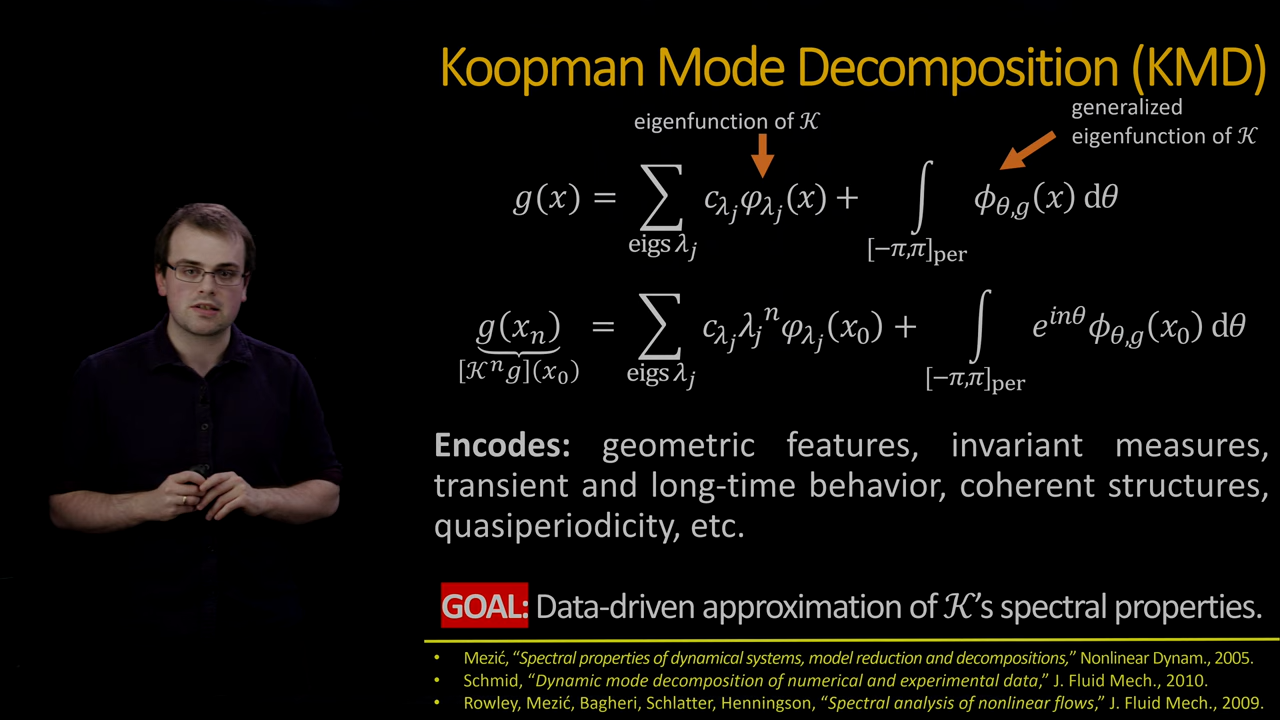 Koopman Mode Decomposition (KMD)
eigenfunction of 𝒦
generalized
eigenfunction of 𝒦
g(x) = ∑ c_{λ_j} φ_{λ_j}(x) + ∫ ϕ_{θ,g}(x) dθ
eigs λ_j [−π,π]_per
g(x_n) = ∑ c_{λ_j} λ_j^n φ_{λ_j}(x_0) + ∫ e^{inθ} ϕ_{θ,g}(x_0) dθ
[𝒦^n g](x_0) eigs λ_j [−π,π]_per
Encodes: geometric features, invariant measures,
transient and long-time behavior, coherent structures,
quasiperiodicity, etc.
GOAL: Data-driven approximation of 𝒦's spectral properties.
• Mezić, “Spectral properties of dynamical systems, model reduction and decompositions,” Nonlinear Dynam., 2005.
• Schmid, “Dynamic mode decomposition of numerical and experimental data,” J. Fluid Mech., 2010.
• Rowley, Mezić, Bagheri, Schlatter, Henningson, “Spectral analysis of nonlinear flows,” J. Fluid Mech., 2009.